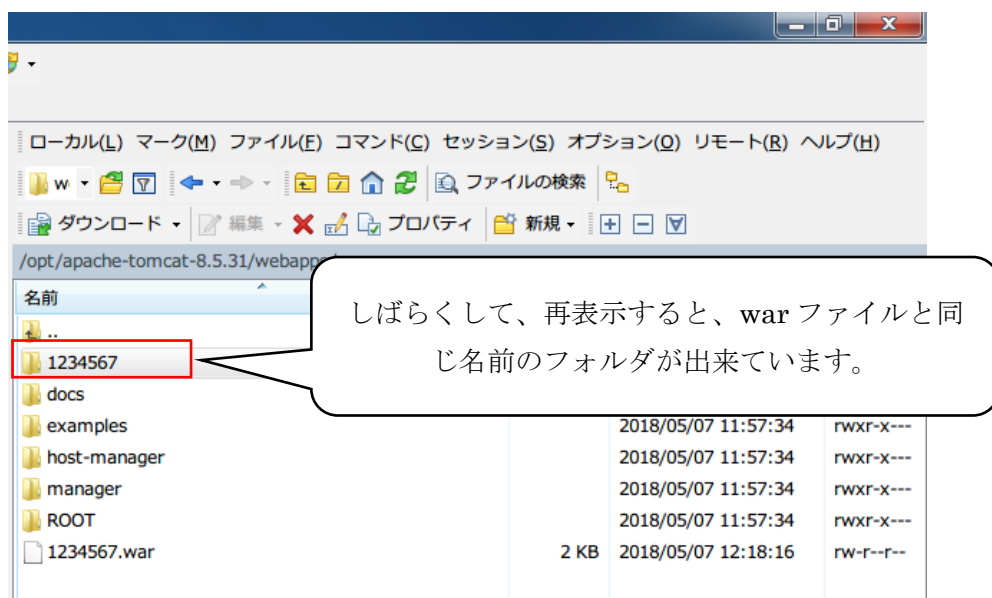 ローカル(L) マーク(M) ファイル(F) コマンド(C) セッション(S) オプション(O) リモート(R) ヘルプ(H)
w ファイルの検索
ダウンロード 編集 プロパティ 新規
/opt/apache-tomcat-8.5.31/webapps
名前
しばらくして、再表示すると、war ファイルと同
じ名前のフォルダが出来ています。
..
1234567
docs
examples 2018/05/07 11:57:34 rwxr-x---
host-manager 2018/05/07 11:57:34 rwxr-x---
manager 2018/05/07 11:57:34 rwxr-x---
ROOT 2018/05/07 11:57:34 rwxr-x---
1234567.war 2 KB 2018/05/07 12:18:16 rw-r--r--